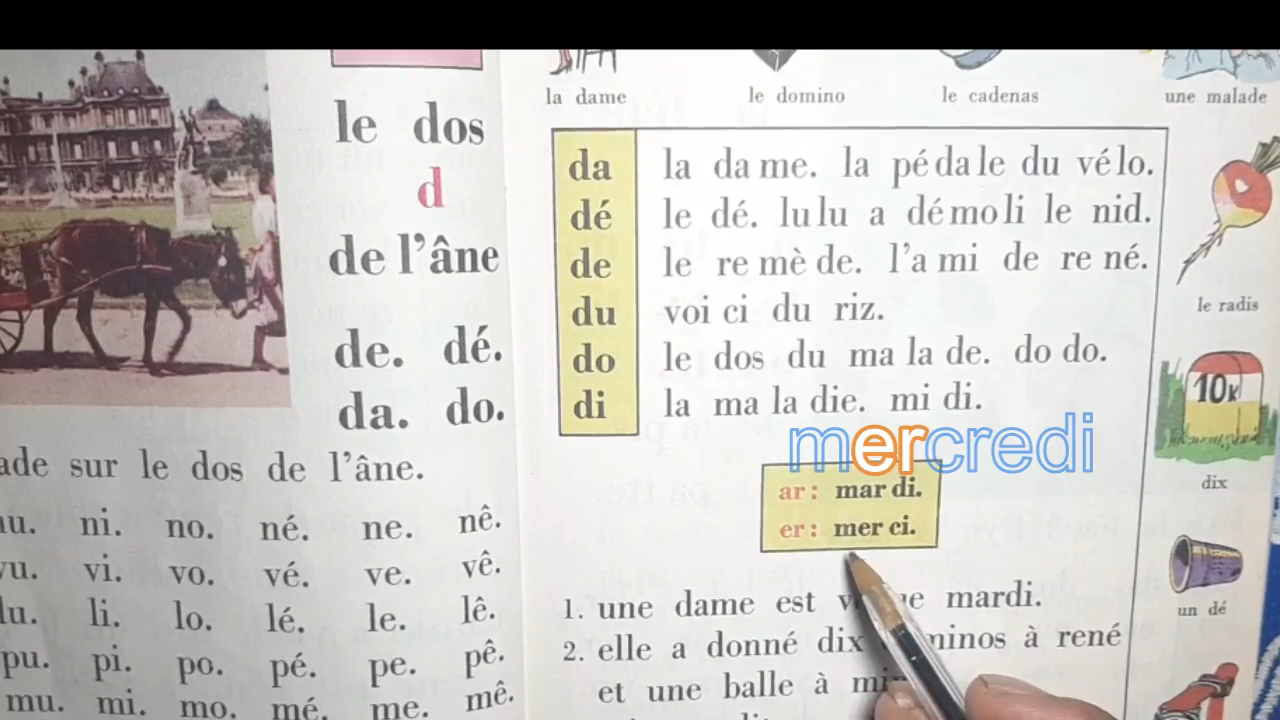 le dos
d
de l'âne
de. dé.
da. do.
sur le dos de l'âne.
ni. no. né. ne. nê.
vi. vo. vé. ve. vê.
li. lo. lé. le. lê.
pu. pi. po. pé. pe. pê.
mu. mi. mo. mé. me. mê.
la dame
le domino
le cadenas
une malade
da la da me. la pé da le du vé lo.
dé le dé. lu lu a dé mo li le nid.
de le re mè de. l'a mi de re né.
du voi ci du riz.
do le dos du ma la de. do do.
di la ma la die. mi di.
mercredi
ar : mar di.
er : mer ci.
1. une dame est mardi.
2. elle a donné dix à rené
et une balle à
le radis
10k
dix
un dé